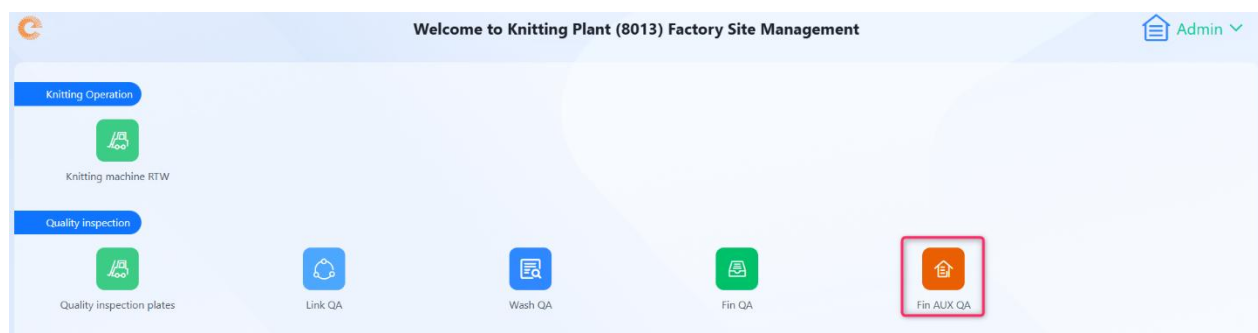 Welcome to Knitting Plant (8013) Factory Site Management
Admin
Knitting Operation
Knitting machine RTW
Quality inspection
Quality inspection plates
Link QA
Wash QA
Fin QA
Fin AUX QA